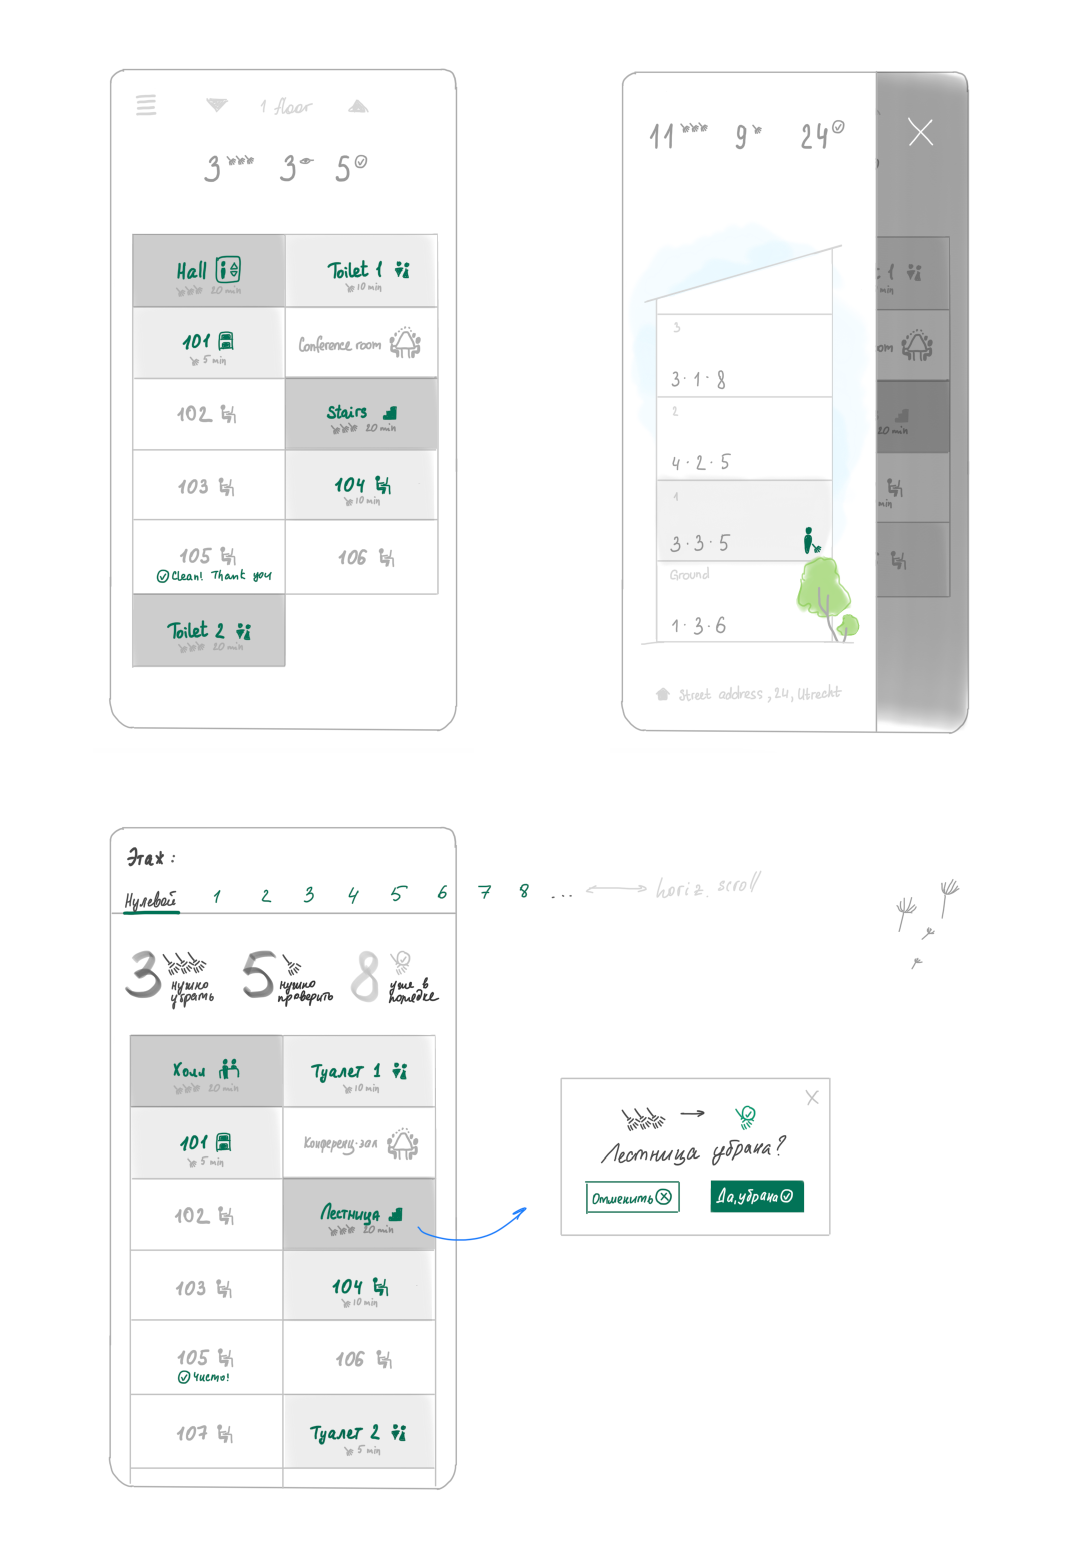 1 floor
3 3 5
Hall
20 min
Toilet 1
10 min
101
5 min
Conference room
102
Stairs
20 min
103
104
10 min
105
Clean! Thank you
106
Toilet 2
20 min
11 9 24
3
3 · 1 · 8
2
4 · 2 · 5
1
3 · 3 · 5
Ground
1 · 3 · 6
Street address, 24, Utrecht
1
min
om
20 min
min
Этаж:
Нулевой 1 2 3 4 5 6 7 8 ... horiz. scroll
3 нужно убрать
5 нужно проверить
8 уже в порядке
Холл
20 min
Туалет 1
10 min
101
5 min
Конференц-зал
102
Лестница
20 min
103
104
10 min
105
Чисто!
106
107
Туалет 2
5 min
Лестница убрана?
Отменить
Да, убрана